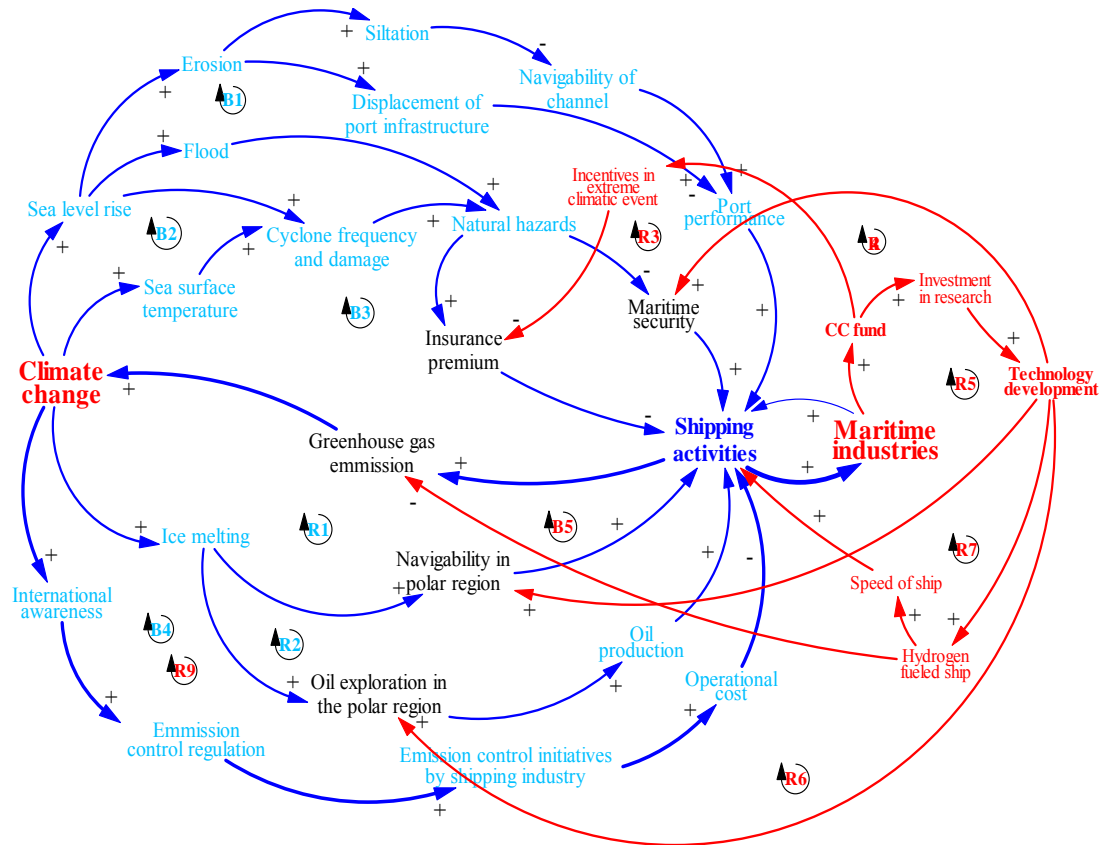 Siltation
Erosion
Navigability of
channel
B1
Displacement of
port infrastructure
Flood
Incentives in
extreme
climatic event
Port
performance
Sea level rise
B2
Cyclone frequency
and damage
Natural hazards
R3
Sea surface
temperature
B3
Maritime
security
Investment
in research
CC fund
Insurance
premium
Climate
change
R5
Technology
development
Greenhouse gas
emmission
Shipping
activities
Maritime
industries
R1
B5
Ice melting
R7
International
awareness
Navigability in
polar region
Speed of ship
B4
R2
R9
Oil
production
Hydrogen
fueled ship
Oil exploration in
the polar region
Operational
cost
Emmission
control regulation
Emission control initiatives
by shipping industry
R6